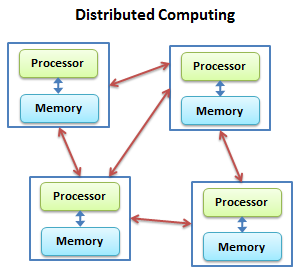 Distributed Computing
Processor
Memory
Processor
Memory
Processor
Memory
Processor
Memory